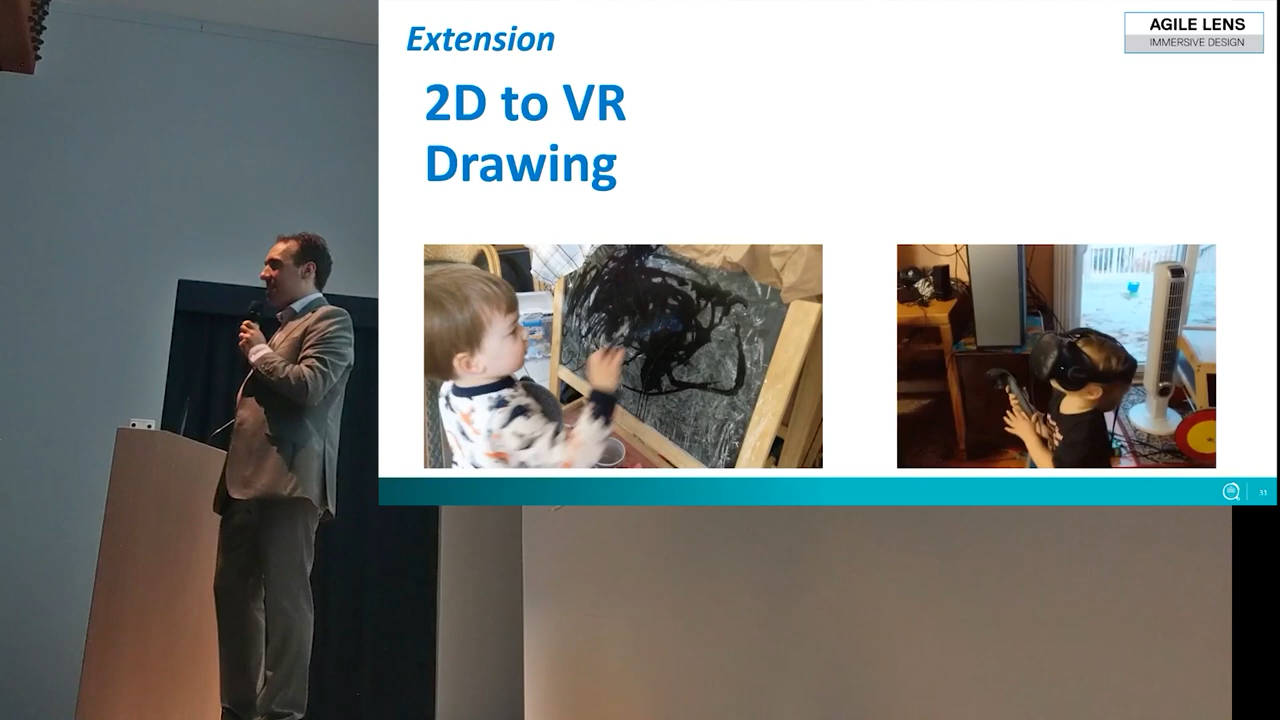 Extension
AGILE LENS
IMMERSIVE DESIGN
2D to VR
Drawing
31